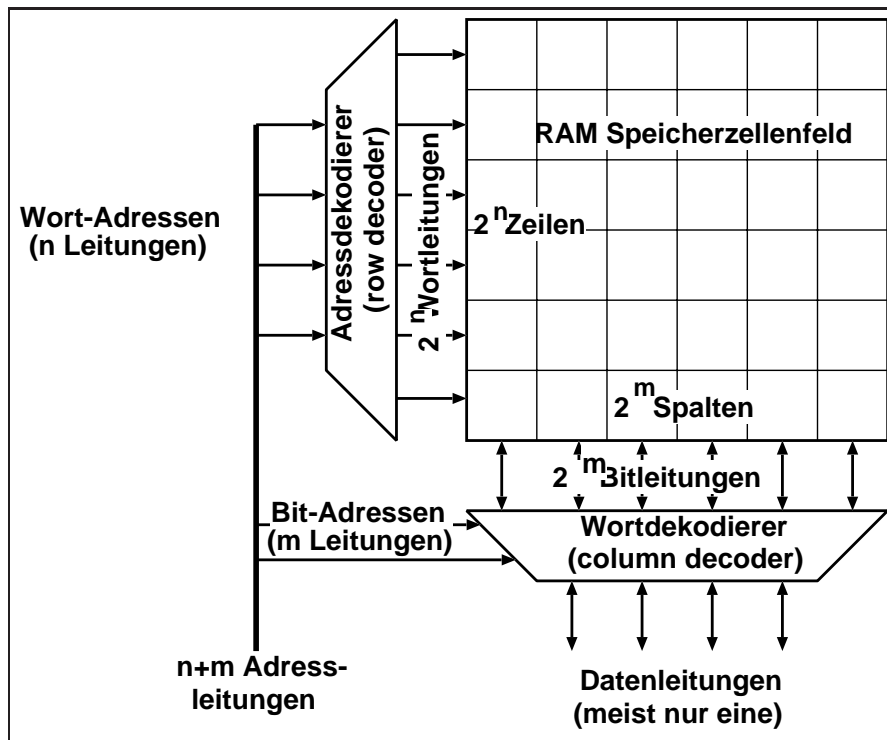 RAM Speicherzellenfeld
Adressdekodierer
(row decoder)
2^n Wortleitungen
Wort-Adressen
(n Leitungen)
2^n Zeilen
2^m Spalten
2^m Bitleitungen
Bit-Adressen
(m Leitungen)
Wortdekodierer
(column decoder)
n+m Adress-
leitungen
Datenleitungen
(meist nur eine)